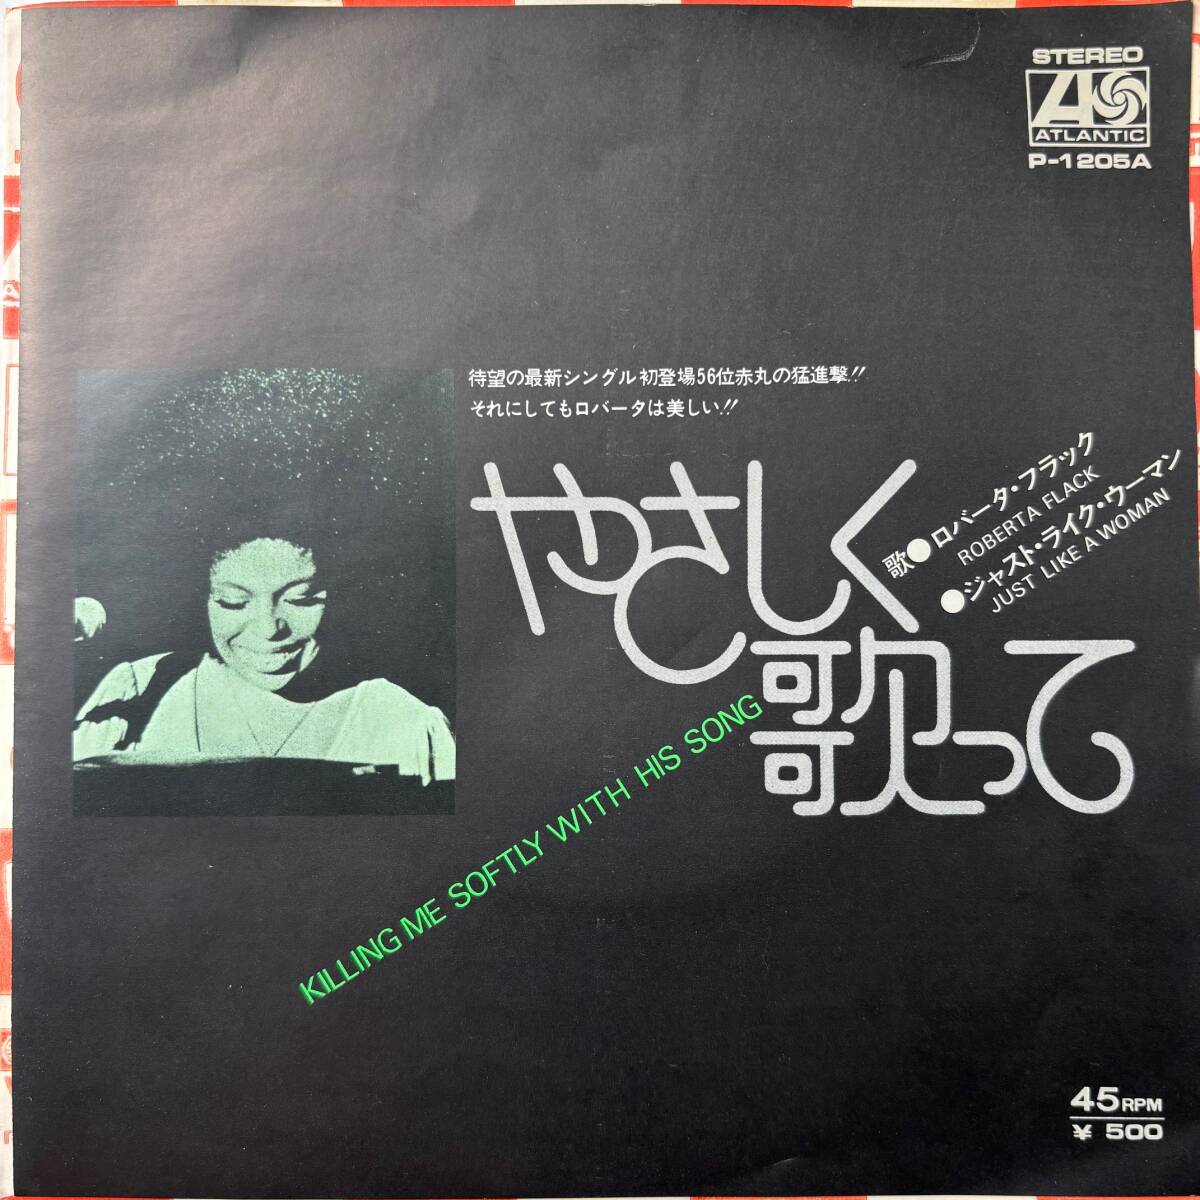 STEREO
ATLANTIC
P-1205A
待望の最新シングル初登場56位赤丸の猛進撃!!
それにしてもロバータは美しい!!
やさしく
歌って
KILLING ME SOFTLY WITH HIS SONG
歌●ロバータ・フラック
ROBERTA FLACK
●ジャスト・ライク・ウーマン
JUST LIKE A WOMAN
45RPM
¥ 500